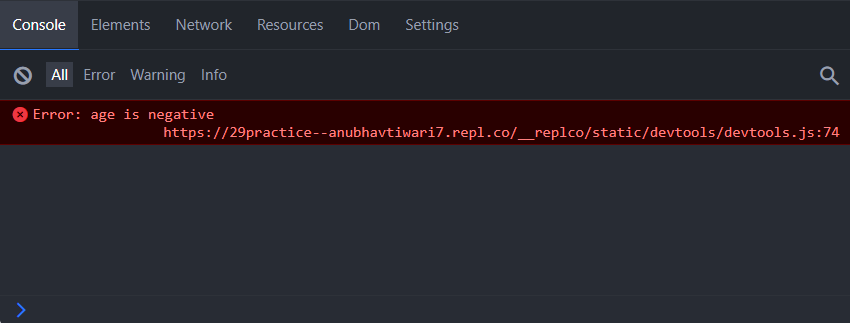 Console Elements Network Resources Dom Settings
All Error Warning Info
Error: age is negative
https://29practice--anubhavtiwari7.repl.co/__replco/static/devtools/devtools.js:74